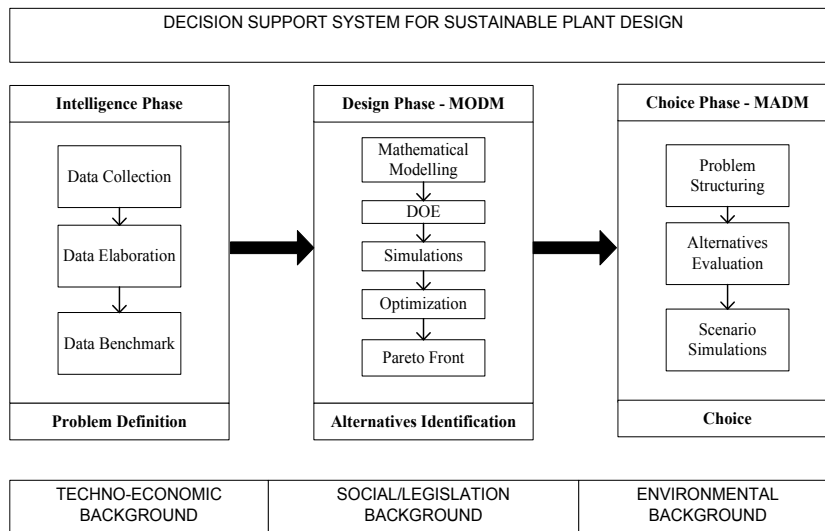 DECISION SUPPORT SYSTEM FOR SUSTAINABLE PLANT DESIGN
Intelligence Phase
Data Collection
Data Elaboration
Data Benchmark
Problem Definition
Design Phase - MODM
Mathematical
Modelling
DOE
Simulations
Optimization
Pareto Front
Alternatives Identification
Choice Phase - MADM
Problem
Structuring
Alternatives
Evaluation
Scenario
Simulations
Choice
TECHNO-ECONOMIC
BACKGROUND
SOCIAL/LEGISLATION
BACKGROUND
ENVIRONMENTAL
BACKGROUND